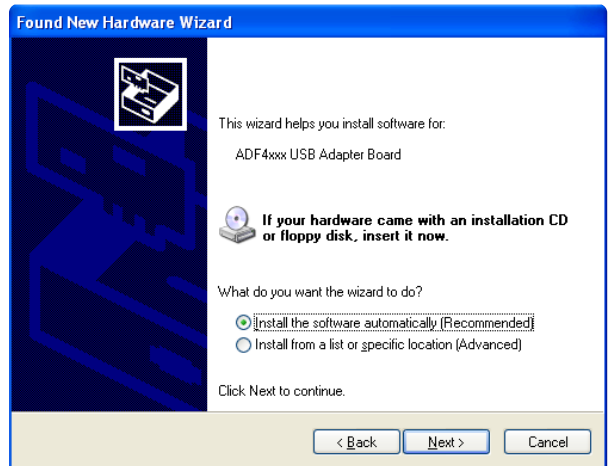 Found New Hardware Wizard
This wizard helps you install software for:
ADF4xxx USB Adapter Board
If your hardware came with an installation CD
or floppy disk, insert it now.
What do you want the wizard to do?
Install the software automatically (Recommended)
Install from a list or specific location (Advanced)
Click Next to continue.
< Back Next > Cancel